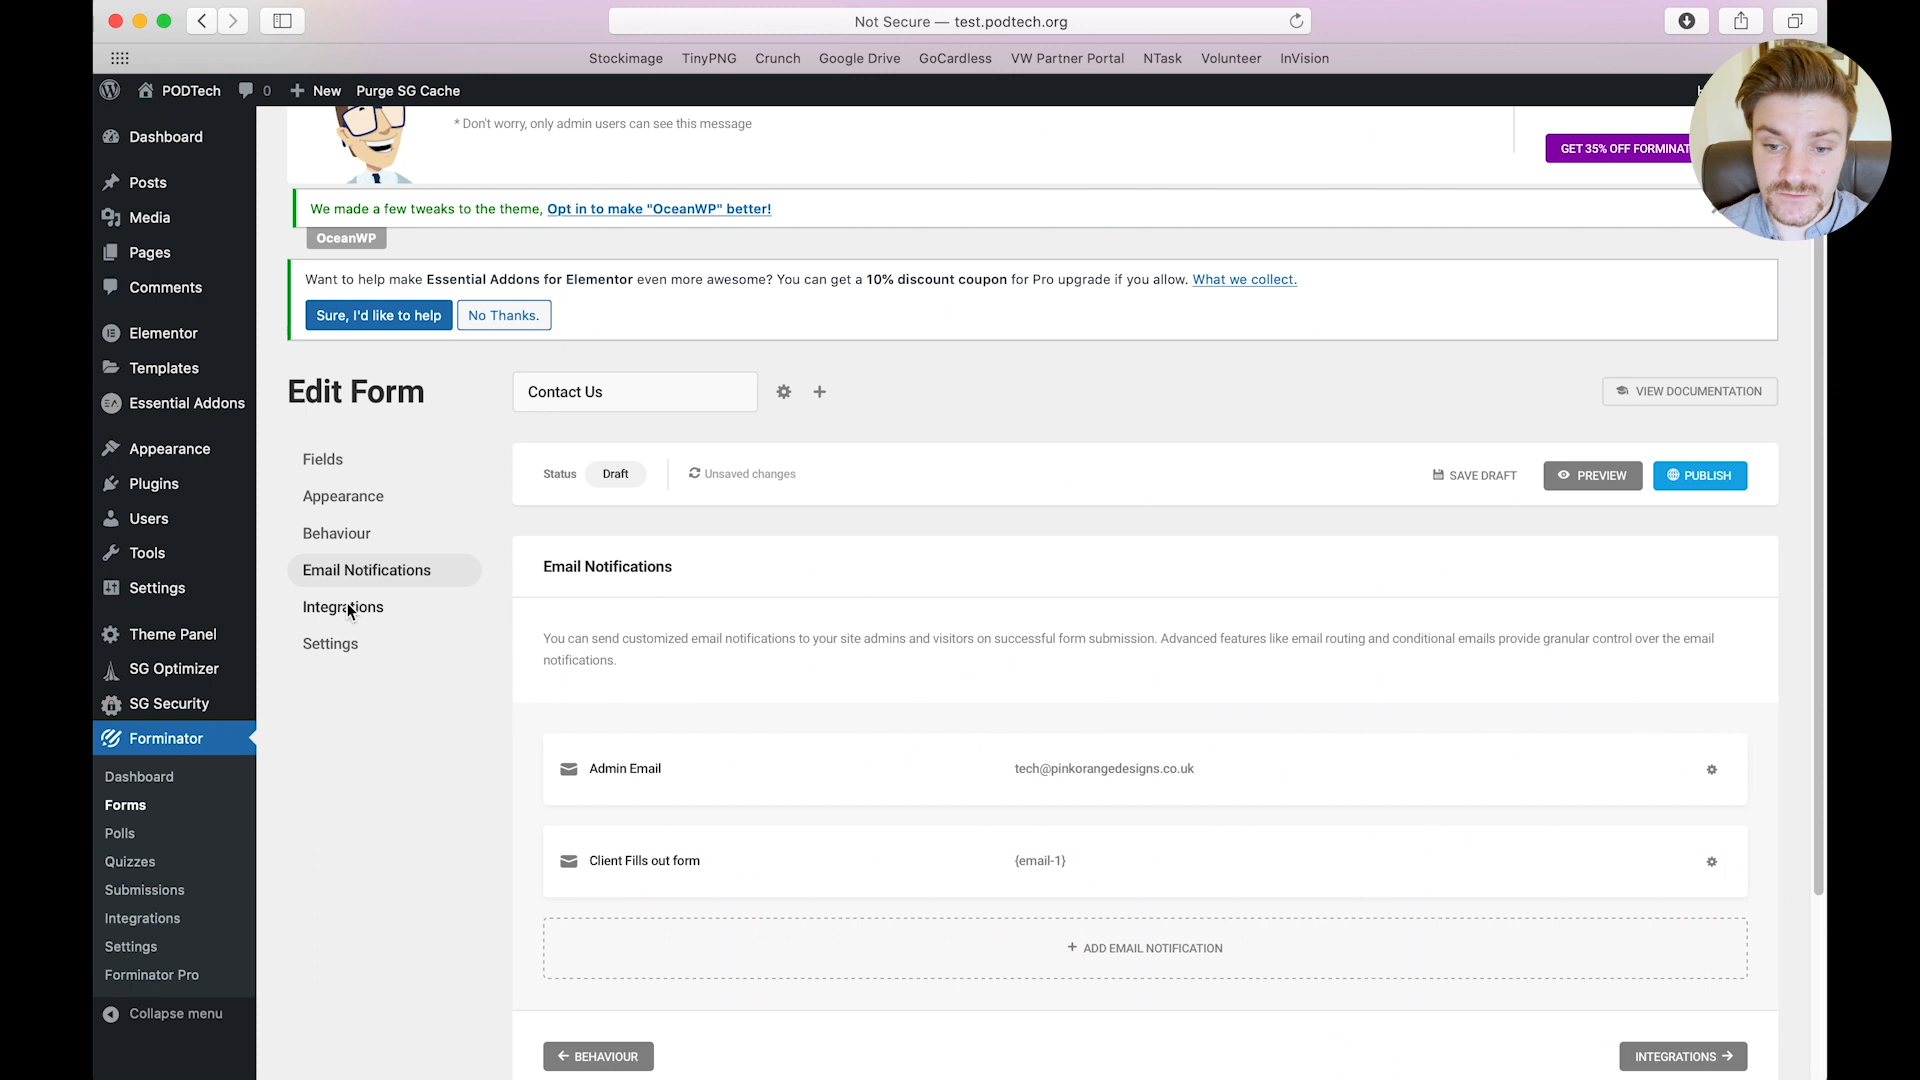 Not Secure — test.podtech.org
Stockimage TinyPNG Crunch Google Drive GoCardless VW Partner Portal NTask Volunteer InVision
PODTech 0 New Purge SG Cache
Dashboard
Posts
Media
Pages
Comments
Elementor
Templates
Essential Addons
Appearance
Plugins
Users
Tools
Settings
Theme Panel
SG Optimizer
SG Security
Forminator
Dashboard
Forms
Polls
Quizzes
Submissions
Integrations
Settings
Forminator Pro
Collapse menu
* Don't worry, only admin users can see this message
GET 35% OFF FORMINAT
We made a few tweaks to the theme, Opt in to make "OceanWP" better!
OceanWP
Want to help make Essential Addons for Elementor even more awesome? You can get a 10% discount coupon for Pro upgrade if you allow. What we collect.
Sure, I'd like to help No Thanks.
Edit Form Contact Us VIEW DOCUMENTATION
Fields
Appearance
Behaviour
Email Notifications
Integrations
Settings
Status Draft Unsaved changes SAVE DRAFT PREVIEW PUBLISH
Email Notifications
You can send customized email notifications to your site admins and visitors on successful form submission. Advanced features like email routing and conditional emails provide granular control over the email
notifications.
Admin Email tech@pinkorangedesigns.co.uk
Client Fills out form {email-1}
+ ADD EMAIL NOTIFICATION
← BEHAVIOUR INTEGRATIONS →